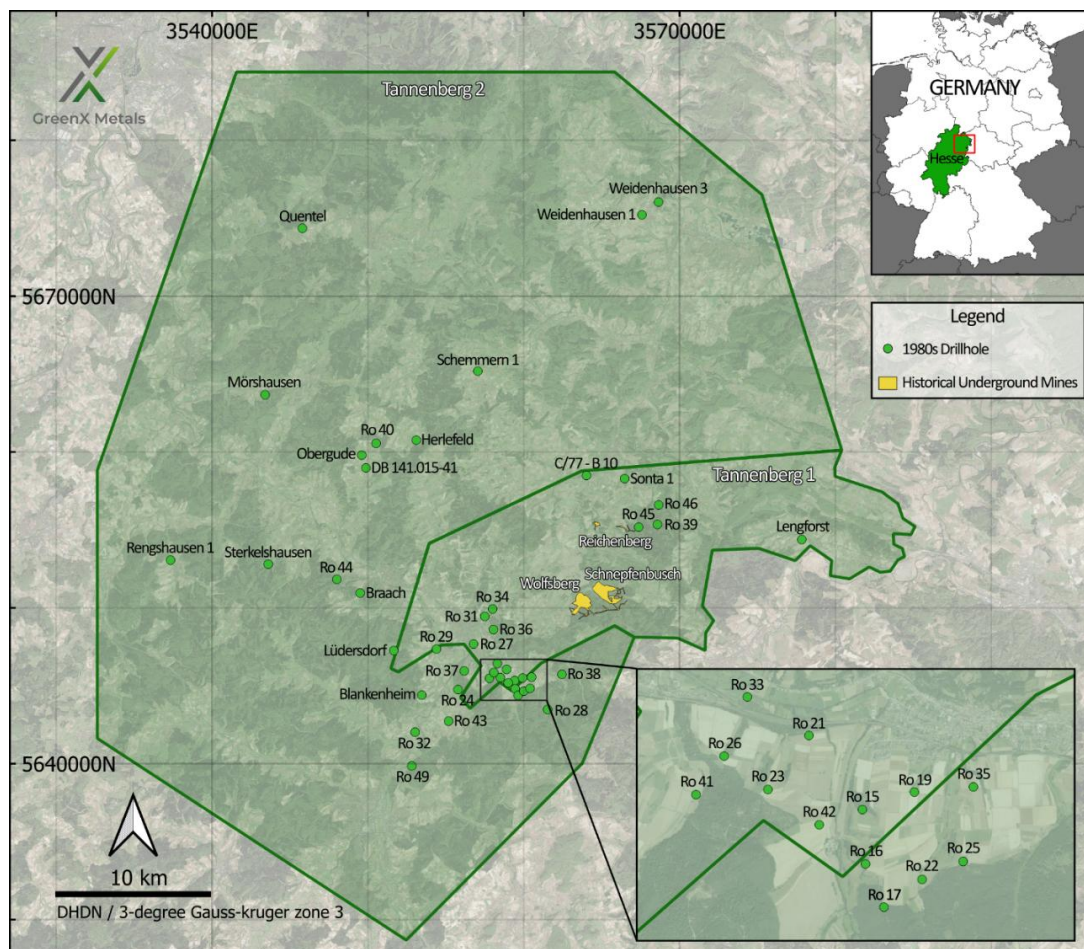 3540000E
3570000E
GreenX Metals
Tannenberg 2
GERMANY
Hesse
Weidenhausen 3
Weidenhausen 1
Quentel
5670000N
Legend
1980s Drillhole
Historical Underground Mines
Schemmern 1
Mörshausen
Ro 40
Herlefeld
Obergude
DB 141.015-41
C/77 - B 10
Sonta 1
Tannenberg 1
Ro 46
Ro 45
Ro 39
Reichenberg
Lengforst
Rengshausen 1
Sterkelshausen
Ro 44
Braach
Schnepfenbusch
Wolfsberg
Ro 34
Ro 31
Ro 36
Ro 29
Ro 27
Lüdersdorf
Ro 37
Ro 38
Blankenheim
Ro 24
Ro 28
Ro 43
Ro 32
5640000N
Ro 49
Ro 33
Ro 21
Ro 26
Ro 41
Ro 23
Ro 19
Ro 35
Ro 15
Ro 42
Ro 16
Ro 25
Ro 22
Ro 17
10 km
DHDN / 3-degree Gauss-kruger zone 3